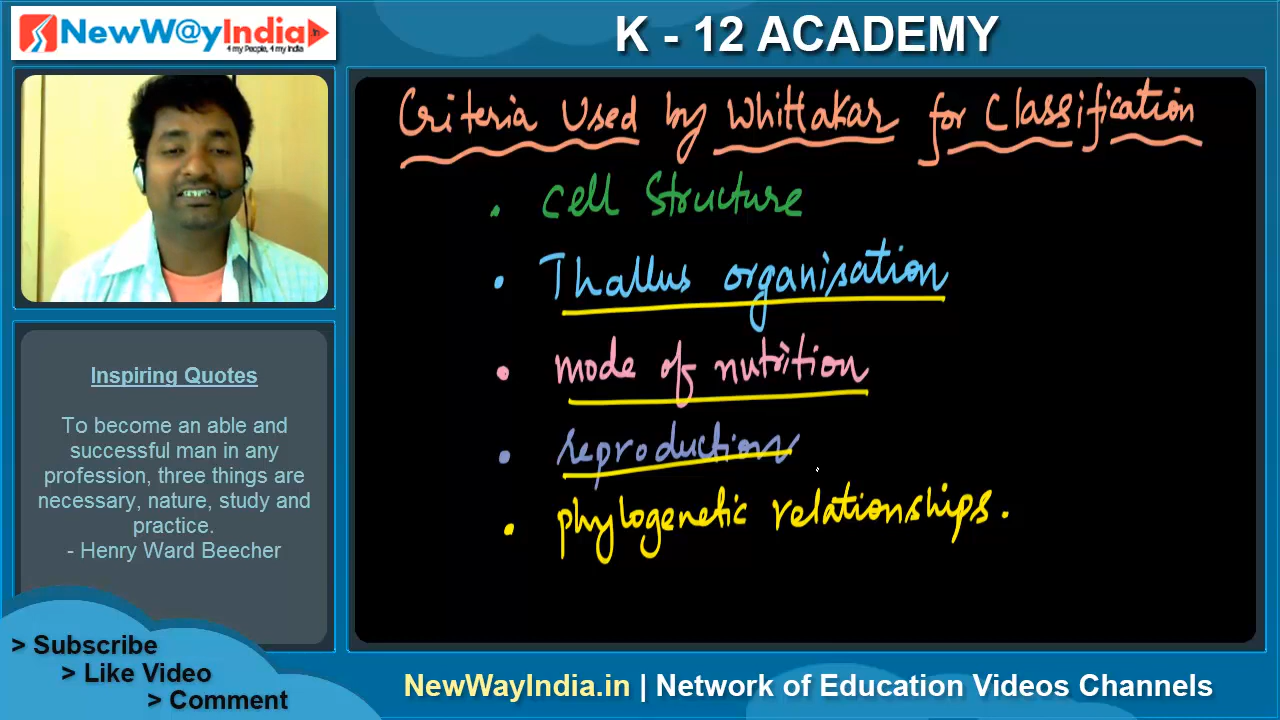 NewW@yIndia.in
4 my People, 4 my India
K - 12 ACADEMY
Criteria Used by Whittakar for Classification
. Cell Structure
. Thallus organisation
. mode of nutrition
. reproduction
. phylogenetic relationships.
Inspiring Quotes
To become an able and
successful man in any
profession, three things are
necessary, nature, study and
practice.
- Henry Ward Beecher
> Subscribe
> Like Video
> Comment
NewWayIndia.in | Network of Education Videos Channels